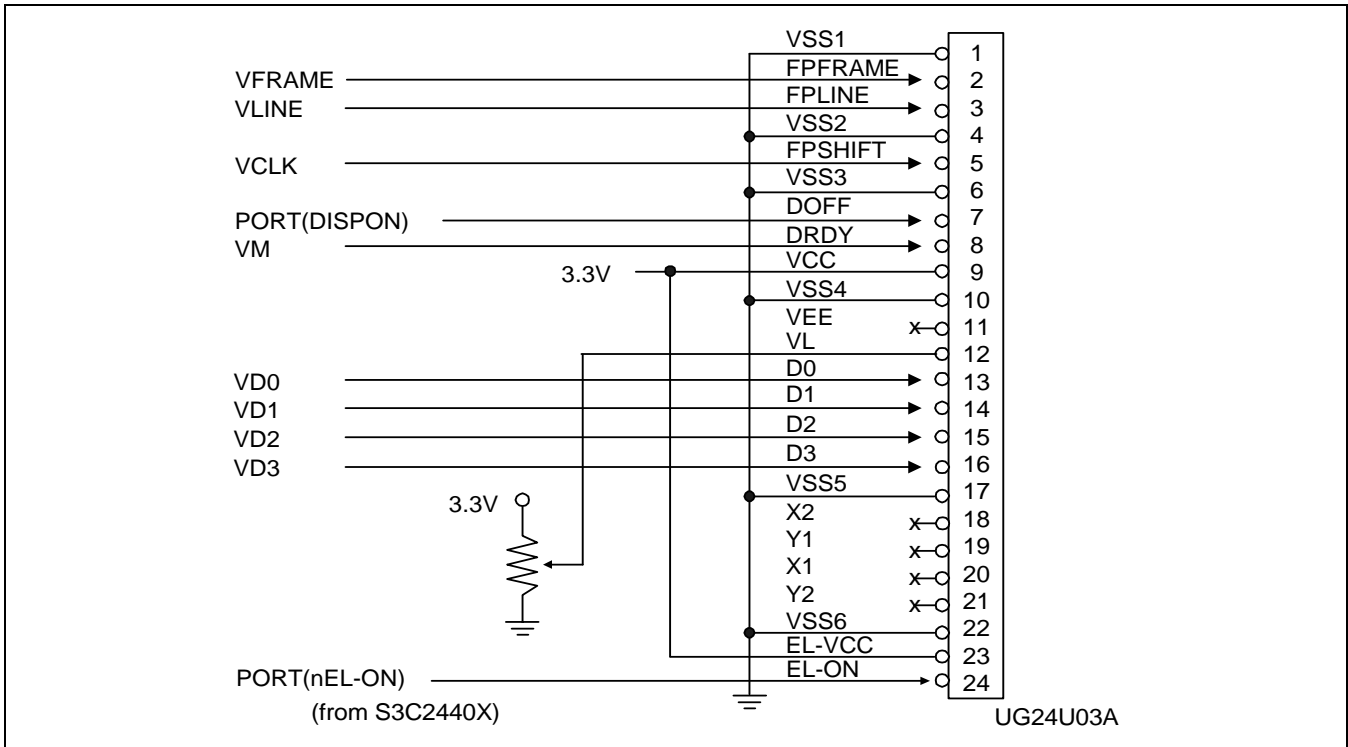 VSS1 1
VFRAME FPFRAME 2
VLINE FPLINE 3
VSS2 4
VCLK FPSHIFT 5
VSS3 6
PORT(DISPON) DOFF 7
VM DRDY 8
3.3V VCC 9
VSS4 10
VEE x 11
VL 12
VD0 D0 13
VD1 D1 14
VD2 D2 15
VD3 D3 16
VSS5 17
3.3V
X2 x 18
Y1 x 19
X1 x 20
Y2 x 21
VSS6 22
EL-VCC 23
PORT(nEL-ON) EL-ON 24
(from S3C2440X)
UG24U03A